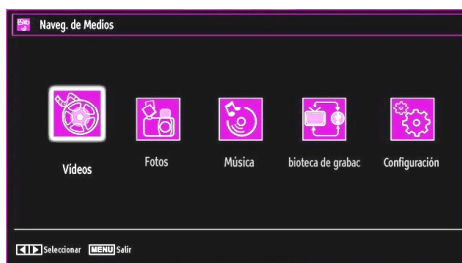 Naveg. de Medios
Vídeos
Fotos
Música
bioteca de grabac
Configuración
Seleccionar MENU Salir